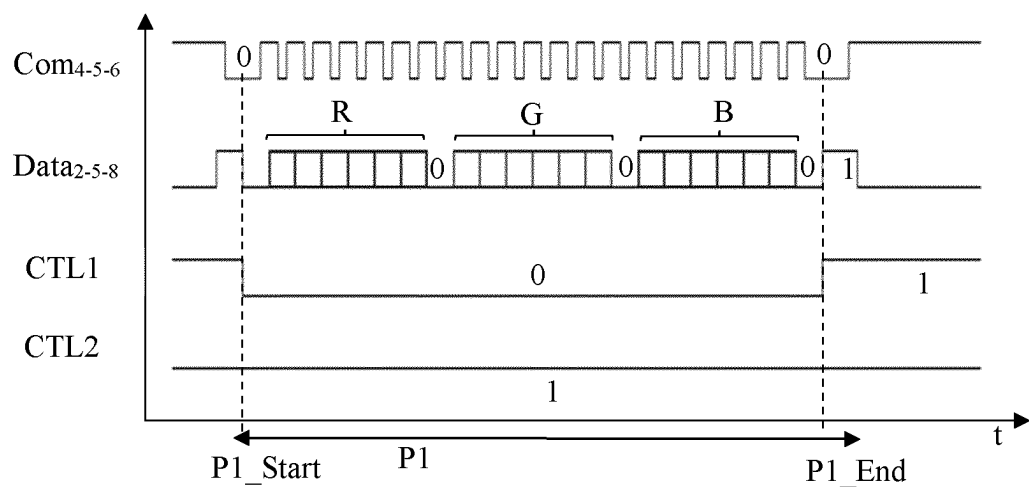 Com4-5-6 0 0
R G B
Data2-5-8 0 0 0 1
CTL1 0 1
CTL2 1
t
P1
P1_Start P1_End